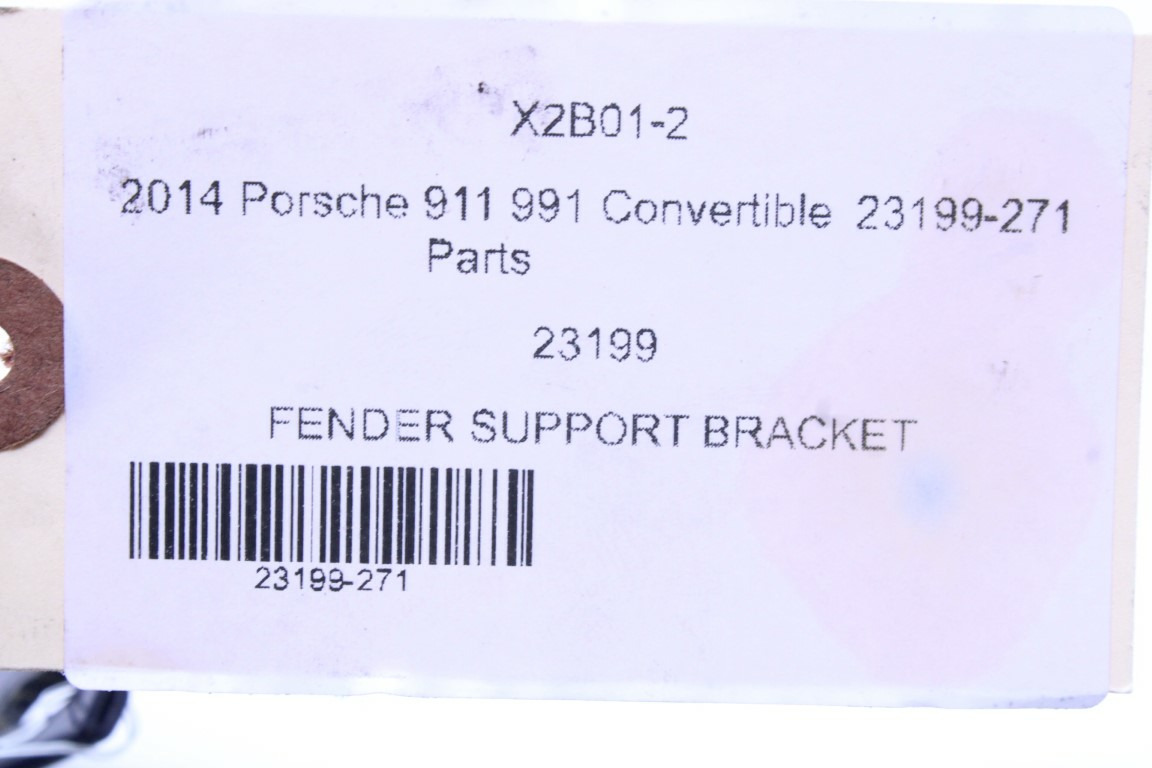 X2B01-2
2014 Porsche 911 991 Convertible 23199-271
Parts
23199
FENDER SUPPORT BRACKET
23199-271